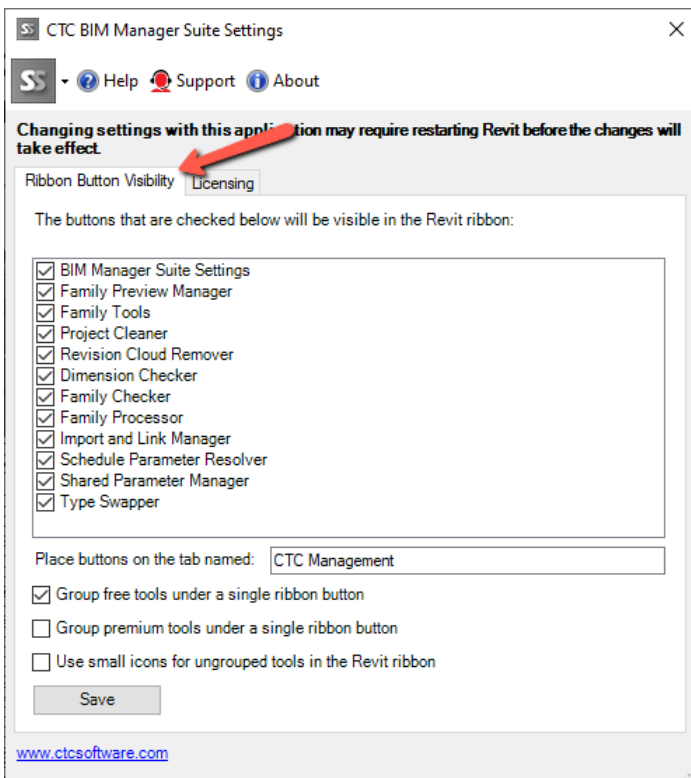 SS CTC BIM Manager Suite Settings
SS Help Support About
Changing settings with this application may require restarting Revit before the changes will
take effect.
Ribbon Button Visibility Licensing
The buttons that are checked below will be visible in the Revit ribbon:
BIM Manager Suite Settings
Family Preview Manager
Family Tools
Project Cleaner
Revision Cloud Remover
Dimension Checker
Family Checker
Family Processor
Import and Link Manager
Schedule Parameter Resolver
Shared Parameter Manager
Type Swapper
Place buttons on the tab named: CTC Management
Group free tools under a single ribbon button
Group premium tools under a single ribbon button
Use small icons for ungrouped tools in the Revit ribbon
Save
www.ctcsoftware.com